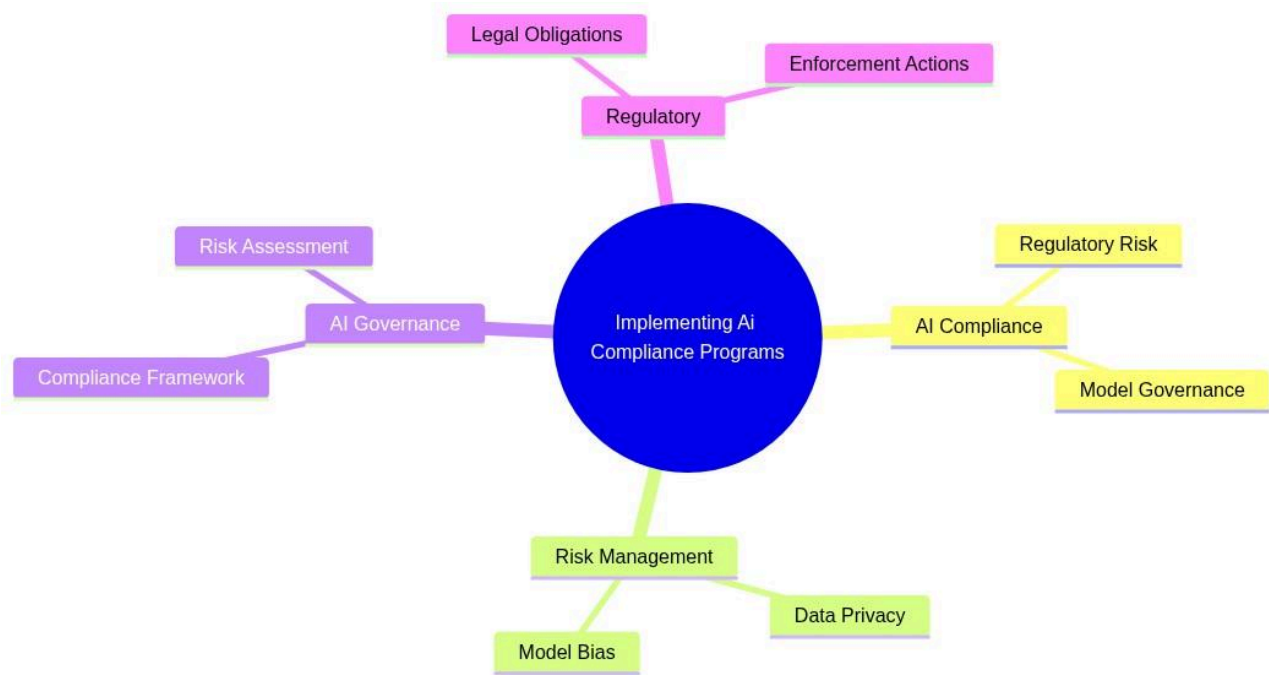 Legal Obligations
Enforcement Actions
Regulatory
Risk Assessment
Regulatory Risk
AI Governance
Implementing Ai
Compliance Programs
AI Compliance
Compliance Framework
Model Governance
Risk Management
Data Privacy
Model Bias